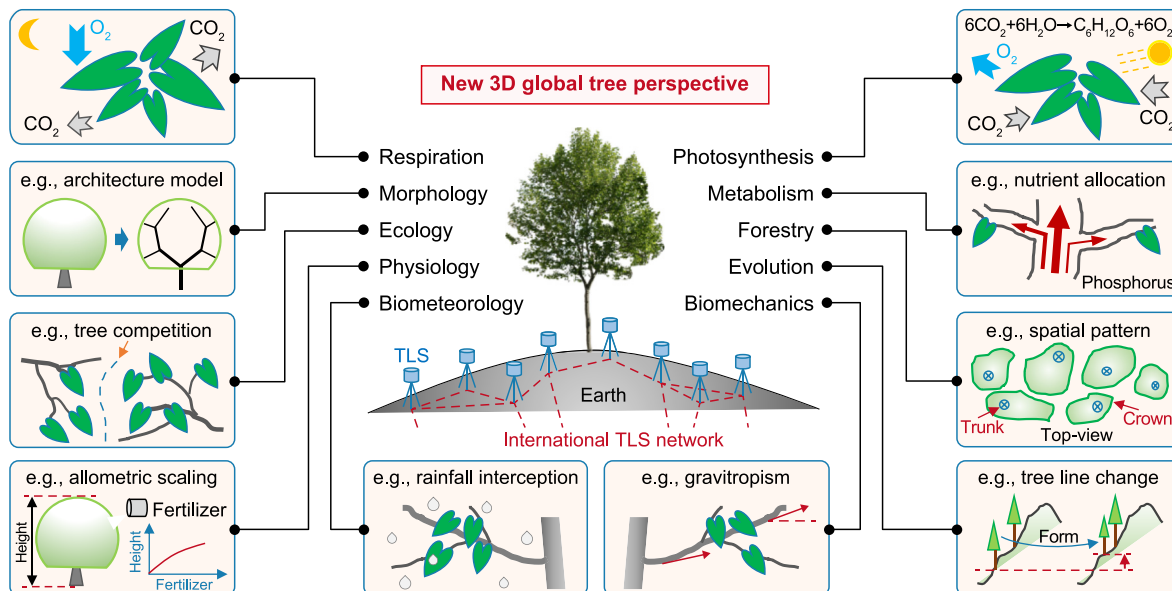 O₂
CO₂
CO₂
New 3D global tree perspective
6CO₂+6H₂O→C₆H₁₂O₆+6O₂
O₂
CO₂
CO₂
Respiration
Morphology
Ecology
Physiology
Biometeorology
Photosynthesis
Metabolism
Forestry
Evolution
Biomechanics
e.g., architecture model
e.g., nutrient allocation
Phosphorus
e.g., tree competition
TLS
Earth
International TLS network
e.g., spatial pattern
Trunk
Crown
Top-view
e.g., allometric scaling
Height
Fertilizer
Height
Fertilizer
e.g., rainfall interception
e.g., gravitropism
e.g., tree line change
Form